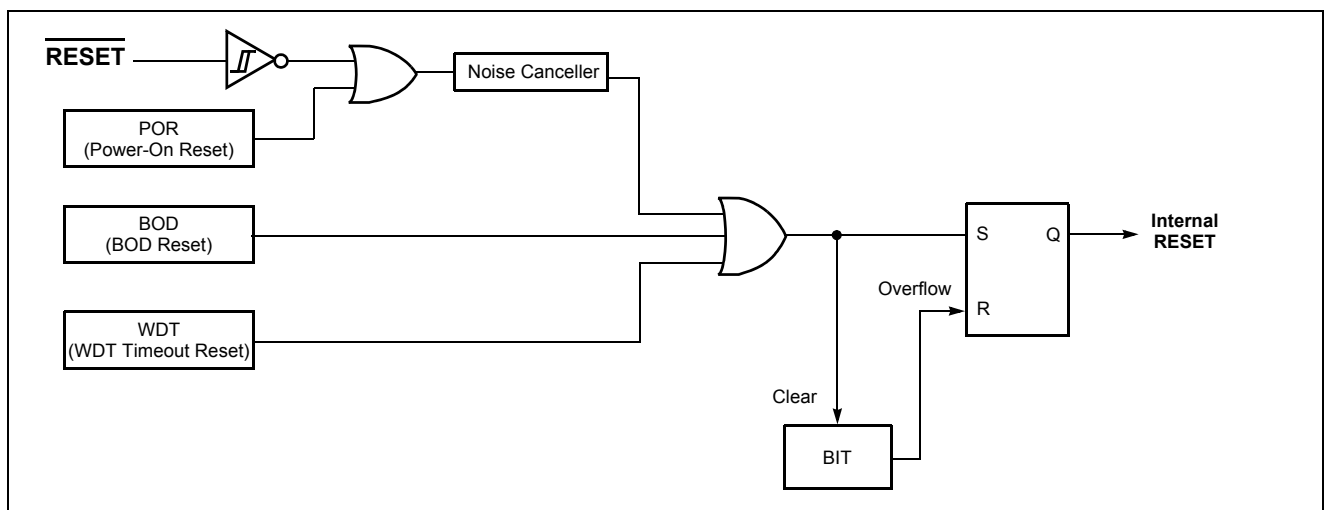 RESET
Noise Canceller
POR
(Power-On Reset)
BOD
(BOD Reset)
S
Q
Internal
RESET
Overflow
R
WDT
(WDT Timeout Reset)
Clear
BIT